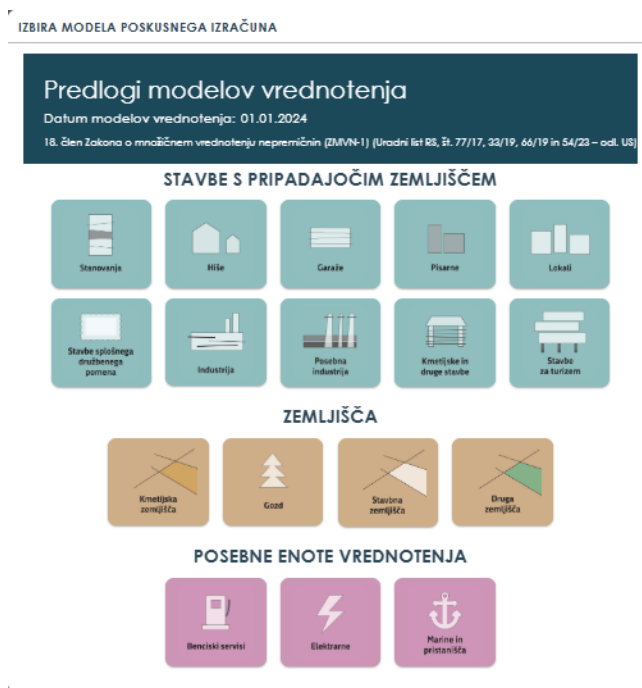 IZBIRA MODELA POSKUSNEGA IZRAČUNA
Predlogi modelov vrednotenja
Datum modelov vrednotenja: 01.01.2024
18. člen Zakona o množičnem vrednotenju nepremičnin (ZMVN-1) (Uradni list RS, št. 77/17, 33/19, 66/19 in 54/23 – odl. US)
STAVBE S PRIPADAJOČIM ZEMLJIŠČEM
Stanovanja
Hiše
Garaže
Pisarne
Lokali
Stavbe splošnega
družbenega
pomena
Industrija
Posebna
industrija
Kmetijske in
druge stavbe
Stavbe
za turizem
ZEMLJIŠČA
Kmetijska
zemljišča
Gozd
Stavbna
zemljišča
Druga
zemljišča
POSEBNE ENOTE VREDNOTENJA
Bencinski servisi
Elektrarne
Marine in
pristanišča